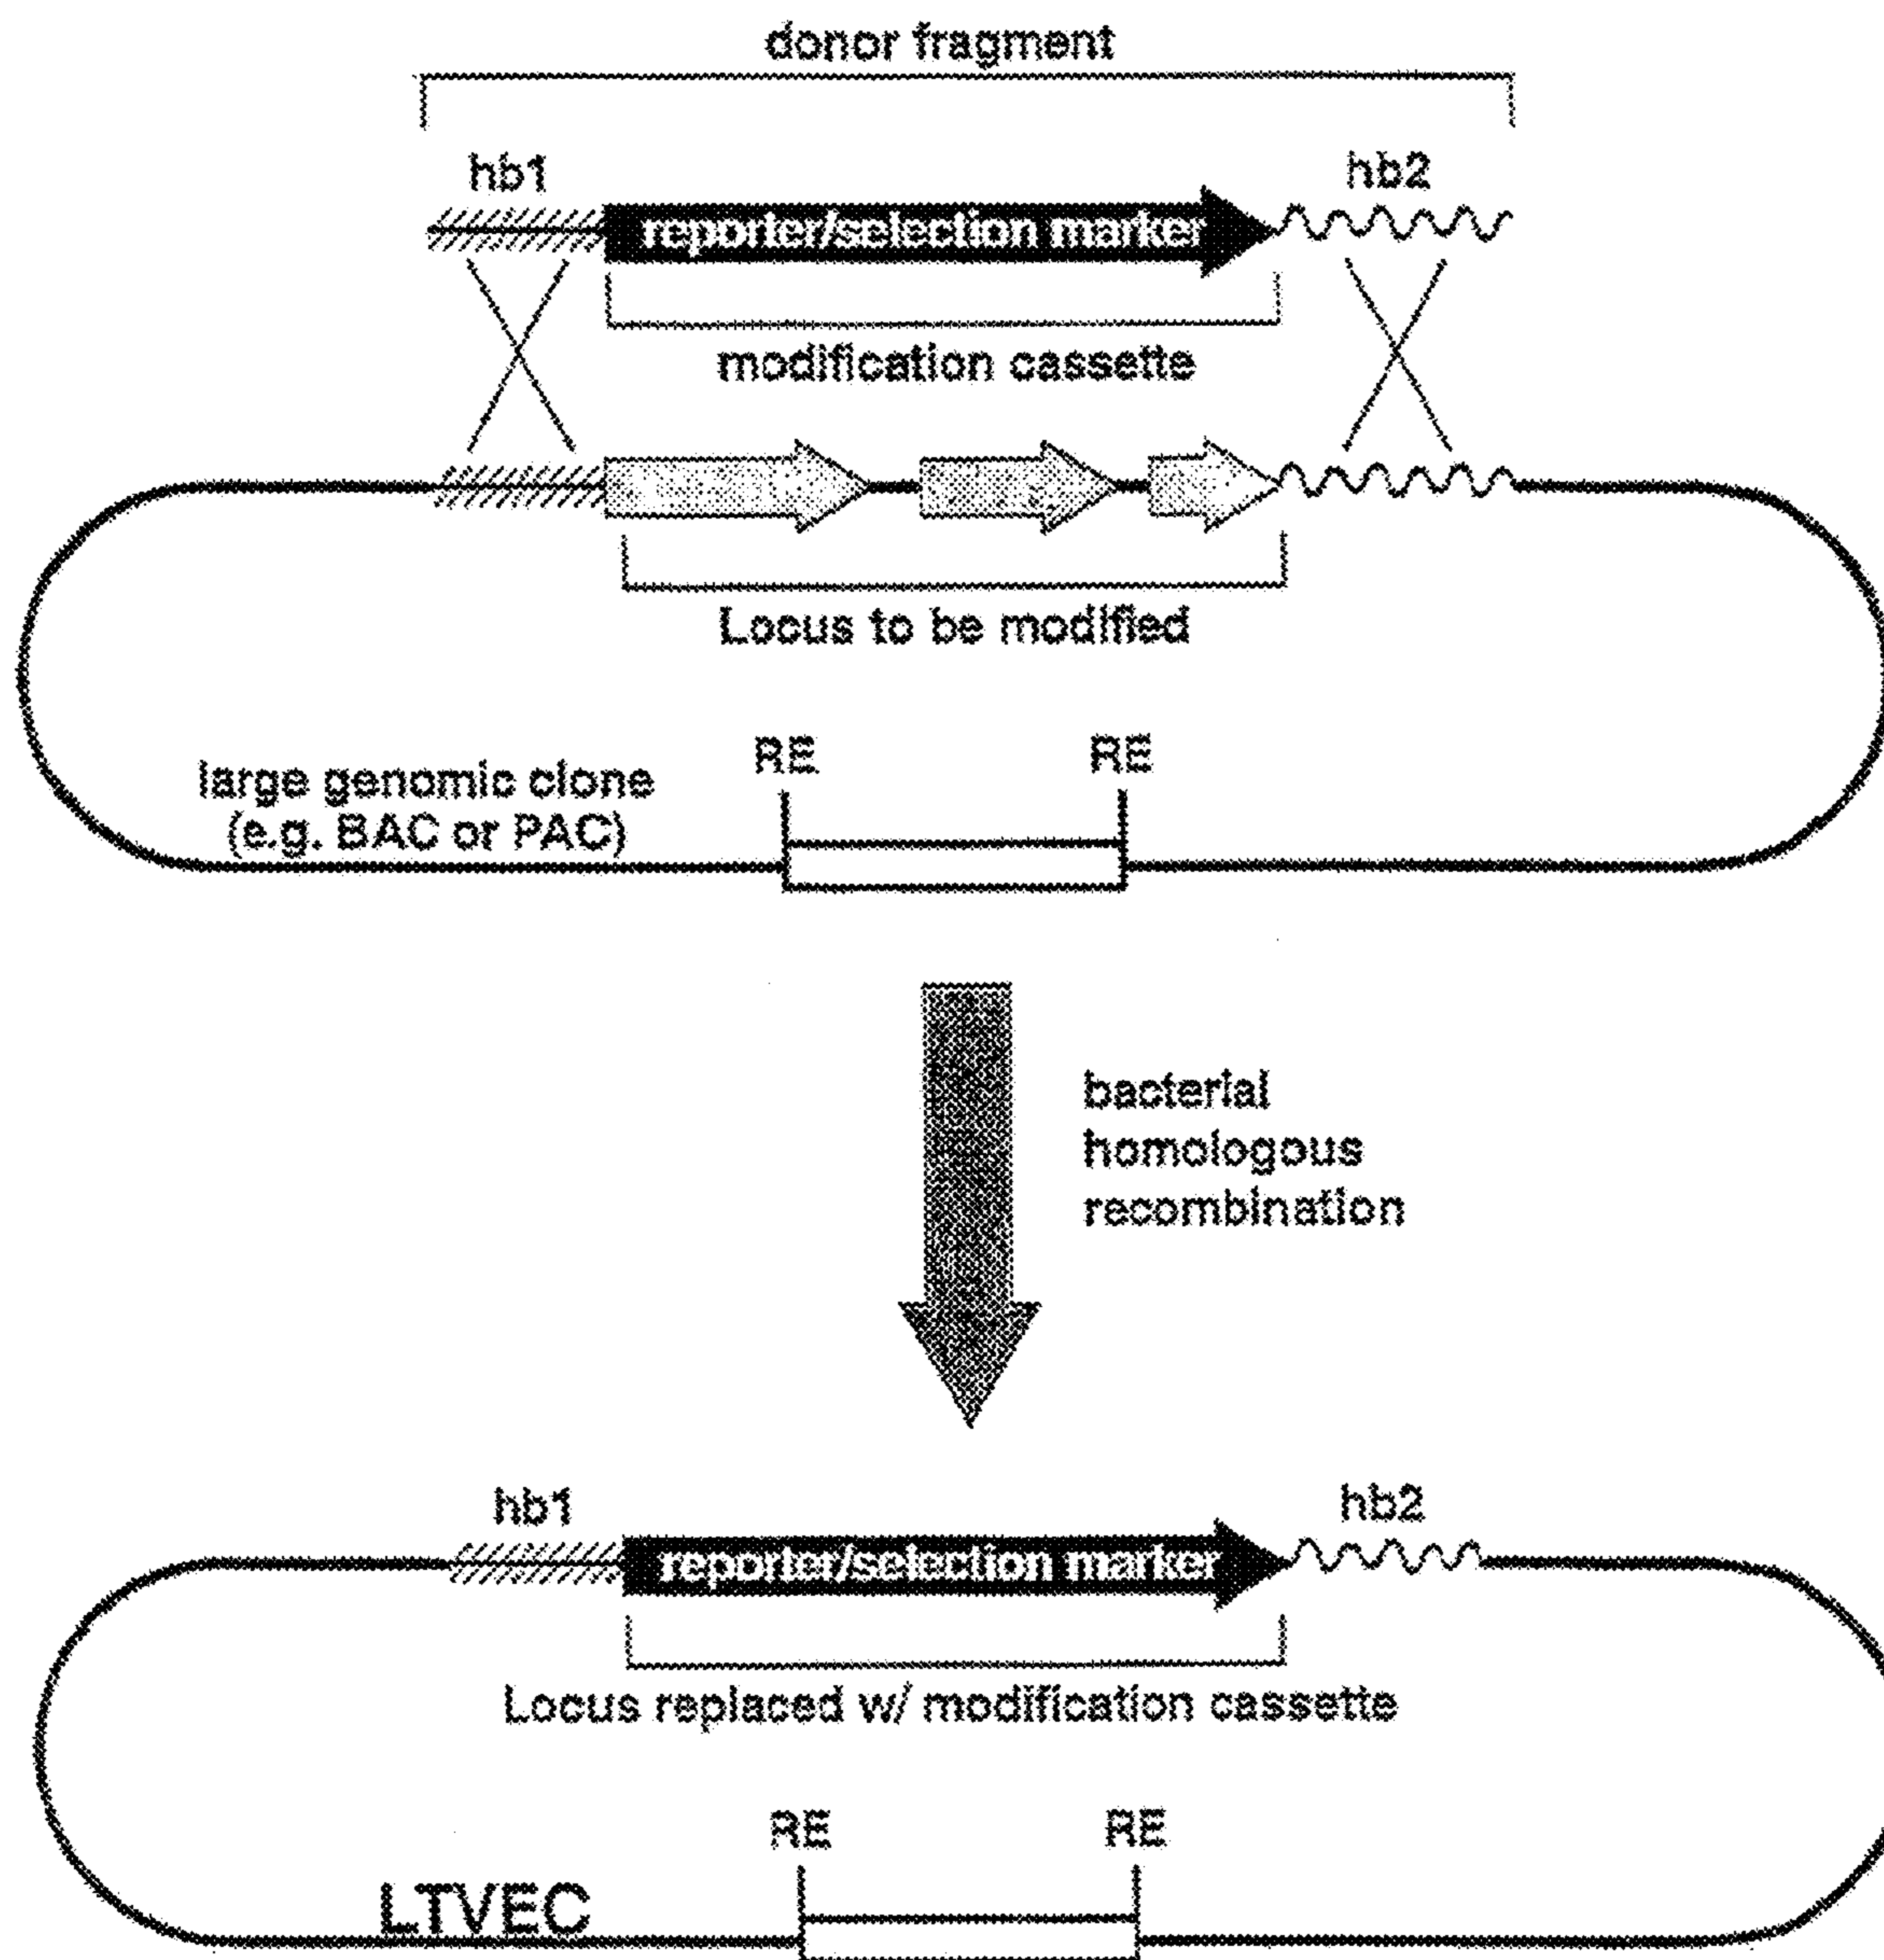 donor fragment
hb1
hb2
reporter/selection marker
modification cassette
Locus to be modified
RE
RE
large genomic clone
(e.g. BAC or PAC)
bacterial
homologous
recombination
hb1
hb2
reporter/selection marker
Locus replaced w/ modification cassette
RE
RE
LTVEC